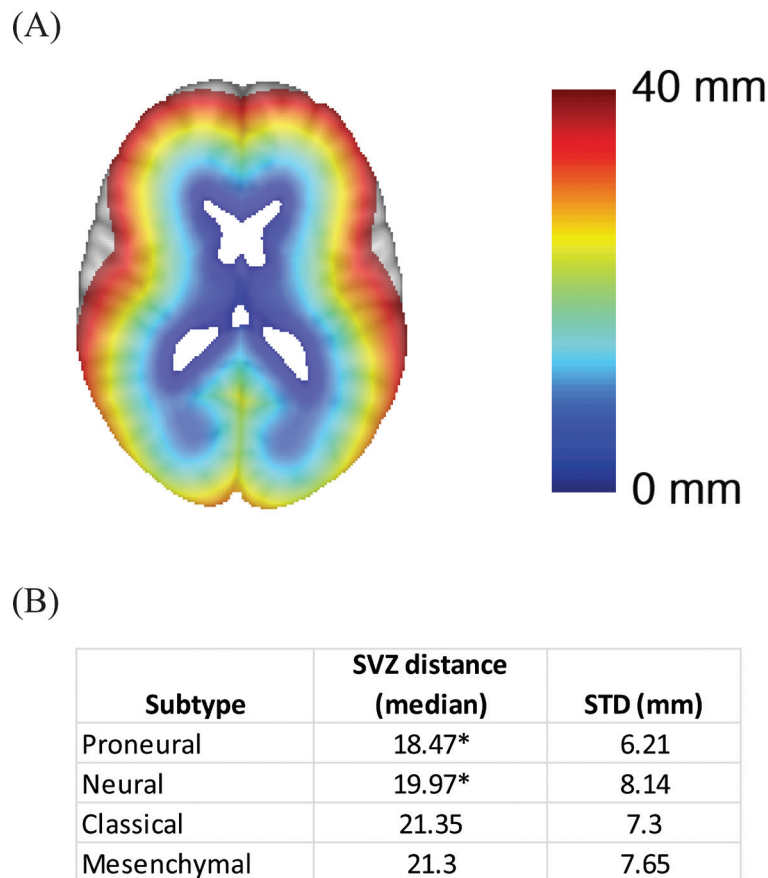 (A)
40 mm
0 mm
(B)
Subtype SVZ distance (median) STD (mm)
Proneural 18.47* 6.21
Neural 19.97* 8.14
Classical 21.35 7.3
Mesenchymal 21.3 7.65